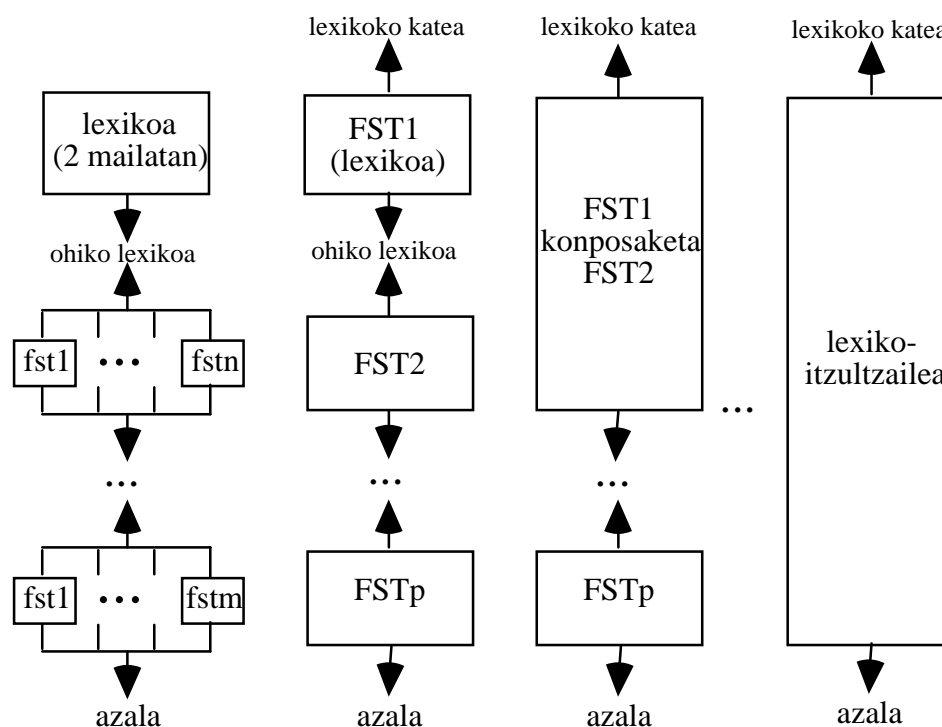 lexikoa
(2 mailatan)
ohiko lexikoa
fst1
...
fstn
...
fst1
...
fstm
azala
lexikoko katea
FST1
(lexikoa)
ohiko lexikoa
FST2
...
FSTp
azala
lexikoko katea
FST1
konposaketa
FST2
...
FSTp
azala
...
lexikoko katea
lexiko-
itzultzailea
azala